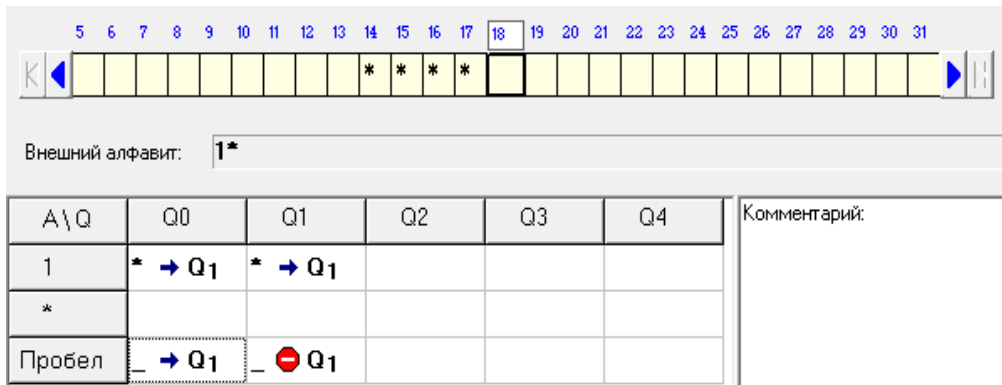 5 6 7 8 9 10 11 12 13 14 15 16 17 18 19 20 21 22 23 24 25 26 27 28 29 30 31
* * * *
Внешний алфавит: 1*
A\Q Q0 Q1 Q2 Q3 Q4 Комментарий:
1 * → Q1 * → Q1
*
Пробел _ → Q1 _ Q1